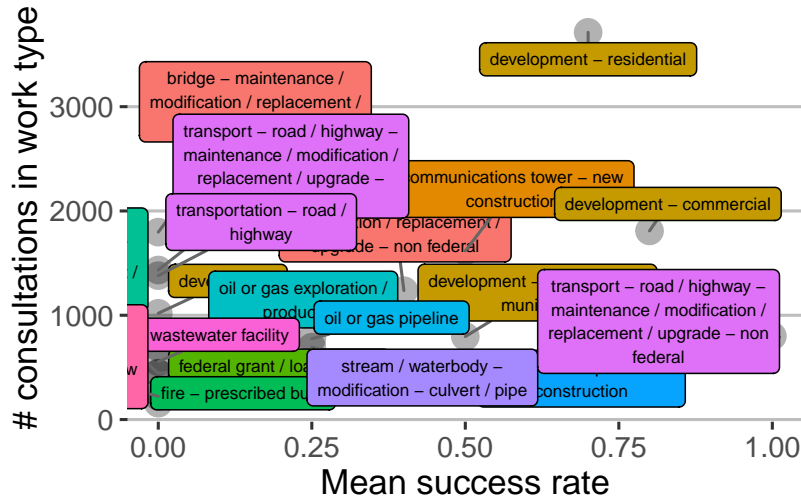 # consultations in work type
3000
2000
1000
0
development – residential
bridge – maintenance /
modification / replacement /
transport – road / highway –
maintenance / modification /
replacement / upgrade –
communications tower – new
construction
development – commercial
transportation – road /
highway
/ replacement /
upgrade – non federal
/
development –
oil or gas exploration /
oil or gas pipeline
transport – road / highway –
maintenance / modification /
replacement / upgrade – non
federal
wastewater facility
federal grant /
stream / waterbody –
modification – culvert / pipe
construction
fire – prescribed
0.00
0.25
0.50
0.75
1.00
Mean success rate